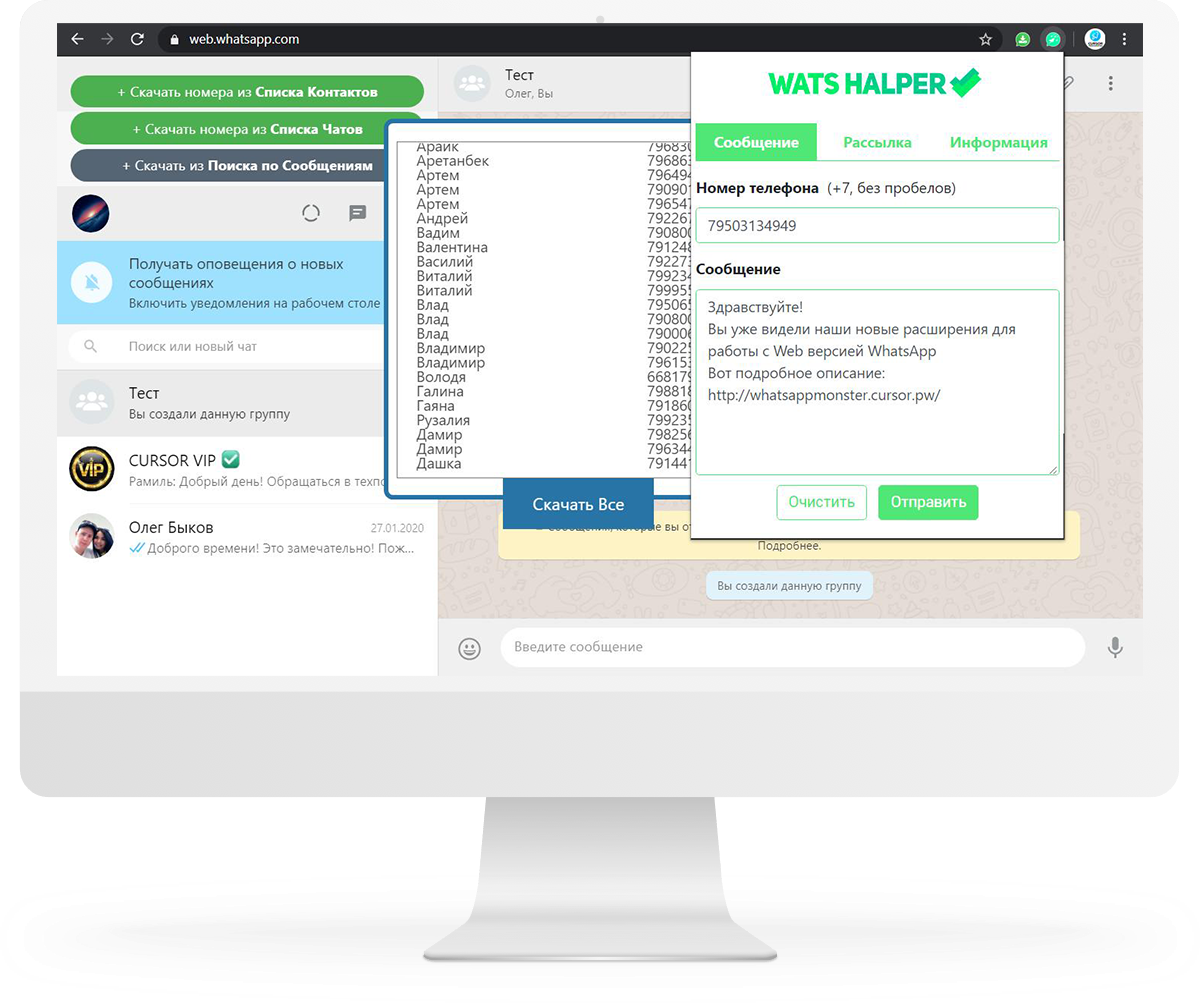 web.whatsapp.com
+ Скачать номера из Списка Контактов
+ Скачать номера из Списка Чатов
+ Скачать из Поиска по Сообщениям
Получать оповещения о новых
сообщениях
Включить уведомления на рабочем столе
Поиск или новый чат
Тест
Вы создали данную группу
CURSOR VIP
Рамиль: Добрый день! Обращаться в техпо
VIP
Олег Быков
27.01.2020
Доброго времени! Это замечательно! Пож...
Тест
Олег, Вы
Араик 79683
Аретанбек 79686
Артем 79649
Артем 79090
Артем 79654
Андрей 79226
Вадим 79080
Валентина 79124
Василий 79227
Виталий 79923
Виталий 79995
Влад 79506
Влад 79080
Влад 79000
Владимир 79022
Владимир 79615
Володя 66817
Галина 79881
Гаяна 79186
Рузалия 79923
Дамир 79825
Дамир 79634
Дашка 79144
Скачать Все
Сообщения, которые вы от
Подробнее.
Вы создали данную группу
Введите сообщение
WATS HALPER
Сообщение
Рассылка
Информация
Номер телефона (+7, без пробелов)
79503134949
Сообщение
Здравствуйте!
Вы уже видели наши новые расширения для
работы с Web версией WhatsApp
Вот подробное описание:
http://whatsappmonster.cursor.pw/
Очистить
Отправить